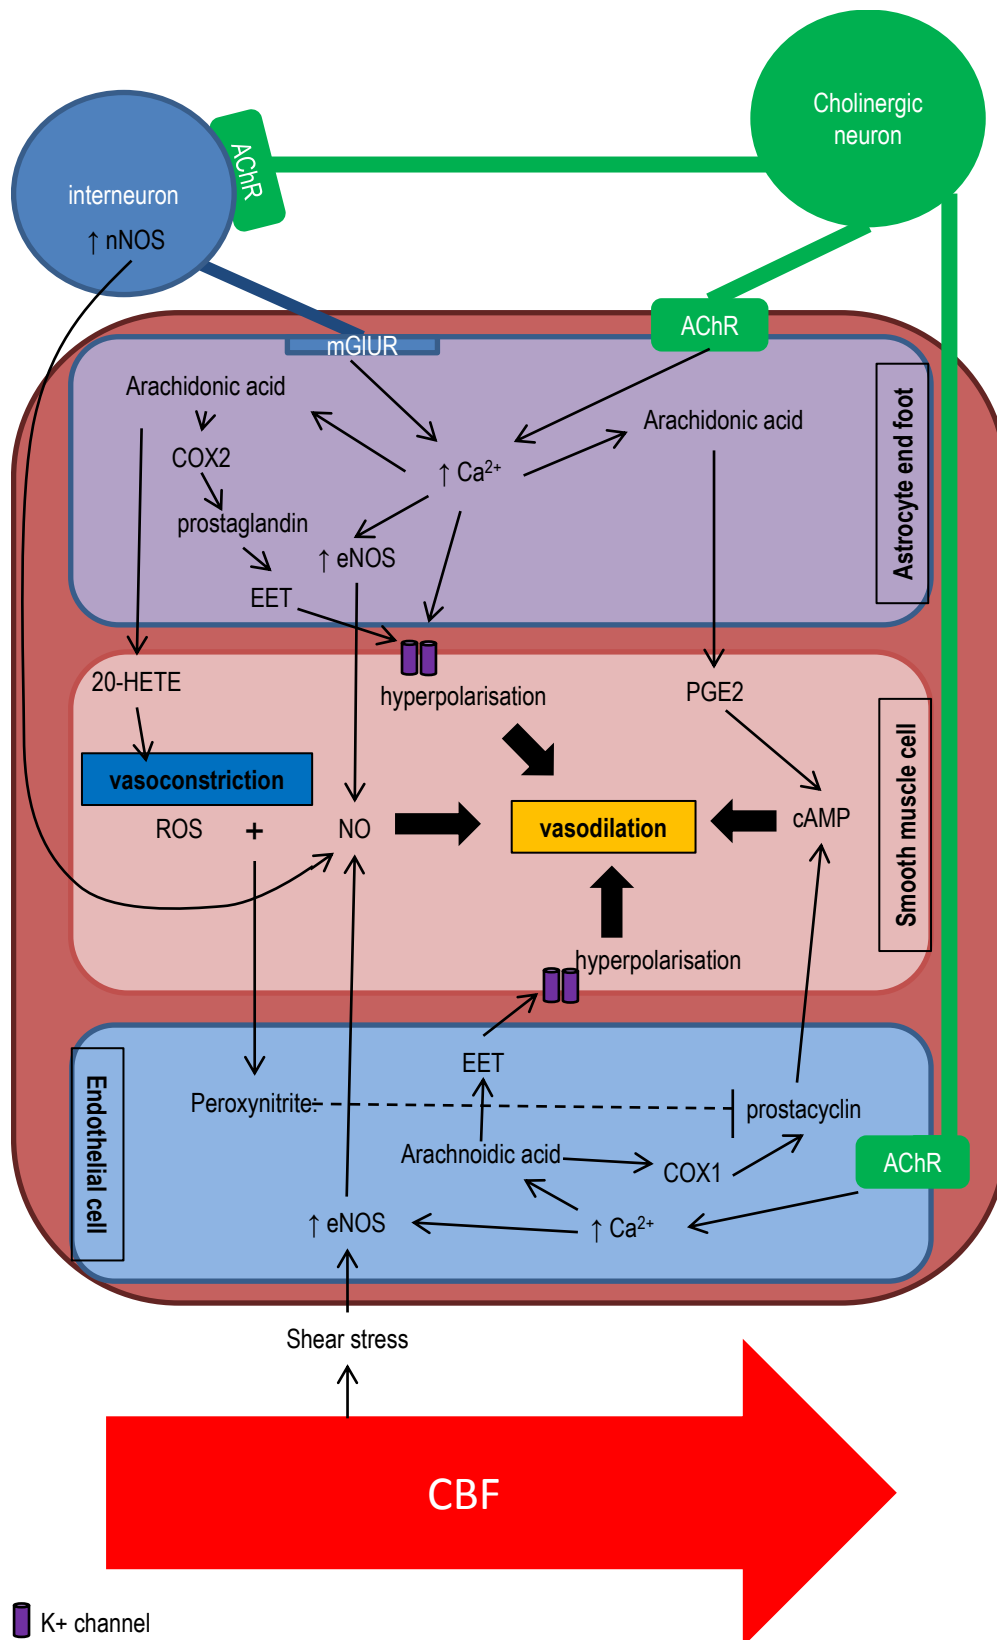 Cholinergic
neuron
AChR
interneuron
↑ nNOS
AChR
mGlUR
Arachidonic acid
Arachidonic acid
COX2
↑ Ca2+
prostaglandin
↑ eNOS
EET
Astrocyte end foot
20-HETE
hyperpolarisation
PGE2
vasoconstriction
ROS + NO
vasodilation
cAMP
Smooth muscle cell
hyperpolarisation
EET
Peroxynitrite:
prostacyclin
Arachnoidic acid
COX1
AChR
↑ eNOS
↑ Ca2+
Endothelial cell
Shear stress
CBF
K+ channel